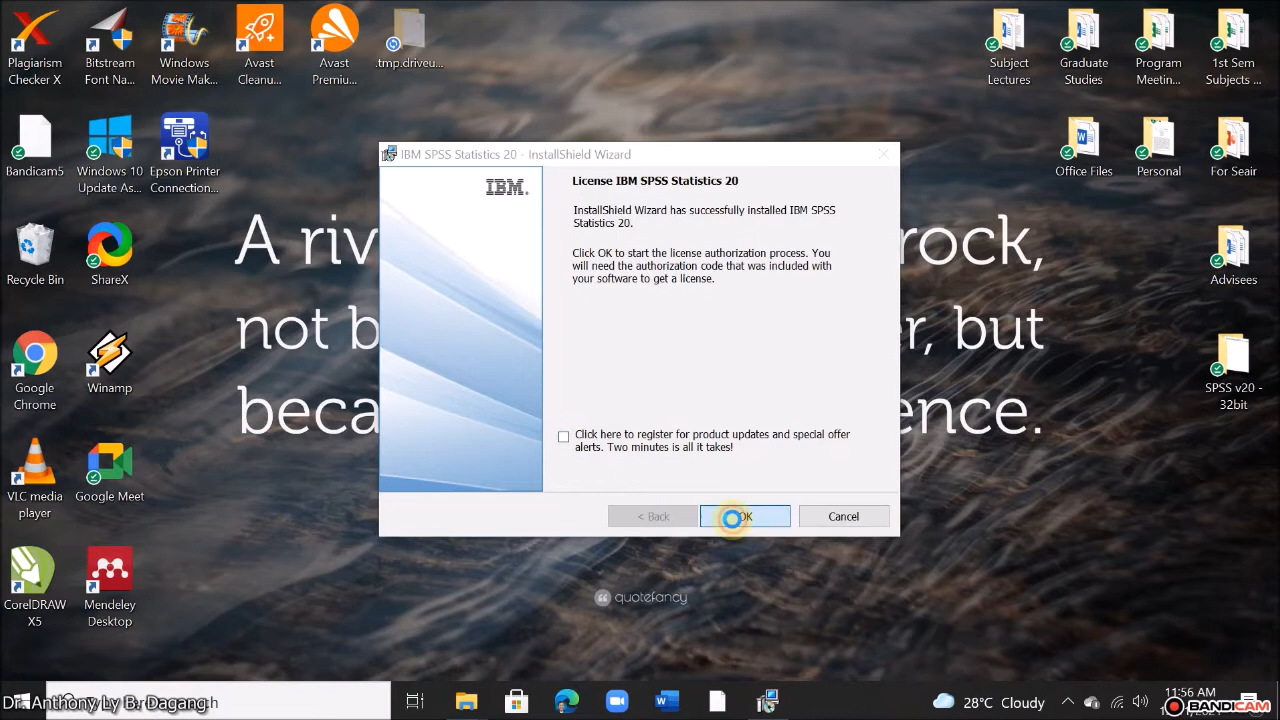 Plagiarism
Checker X
Bitstream
Font Na...
Windows
Movie Mak...
Avast
Cleanu...
Avast
Premiu...
.tmp.driveu...
Subject
Lectures
Graduate
Studies
Program
Meetin...
1st Sem
Subjects ...
Bandicam5
Windows 10
Update As...
Epson Printer
Connection...
Office Files
Personal
For Seair
IBM SPSS Statistics 20 - InstallShield Wizard
IBM.
License IBM SPSS Statistics 20
InstallShield Wizard has successfully installed IBM SPSS
Statistics 20.
Click OK to start the license authorization process. You
will need the authorization code that was included with
your software to get a license.
Click here to register for product updates and special offer
alerts. Two minutes is all it takes!
< Back
OK
Cancel
A riv rock,
not b er, but
beca ence.
Recycle Bin
ShareX
Advisees
Google
Chrome
Winamp
SPSS v20 -
32bit
VLC media
player
Google Meet
CorelDRAW
X5
Mendeley
Desktop
quotefancy
Dr. Anthony Ly B. Dagang
28°C Cloudy
11:56 AM
BANDICAM